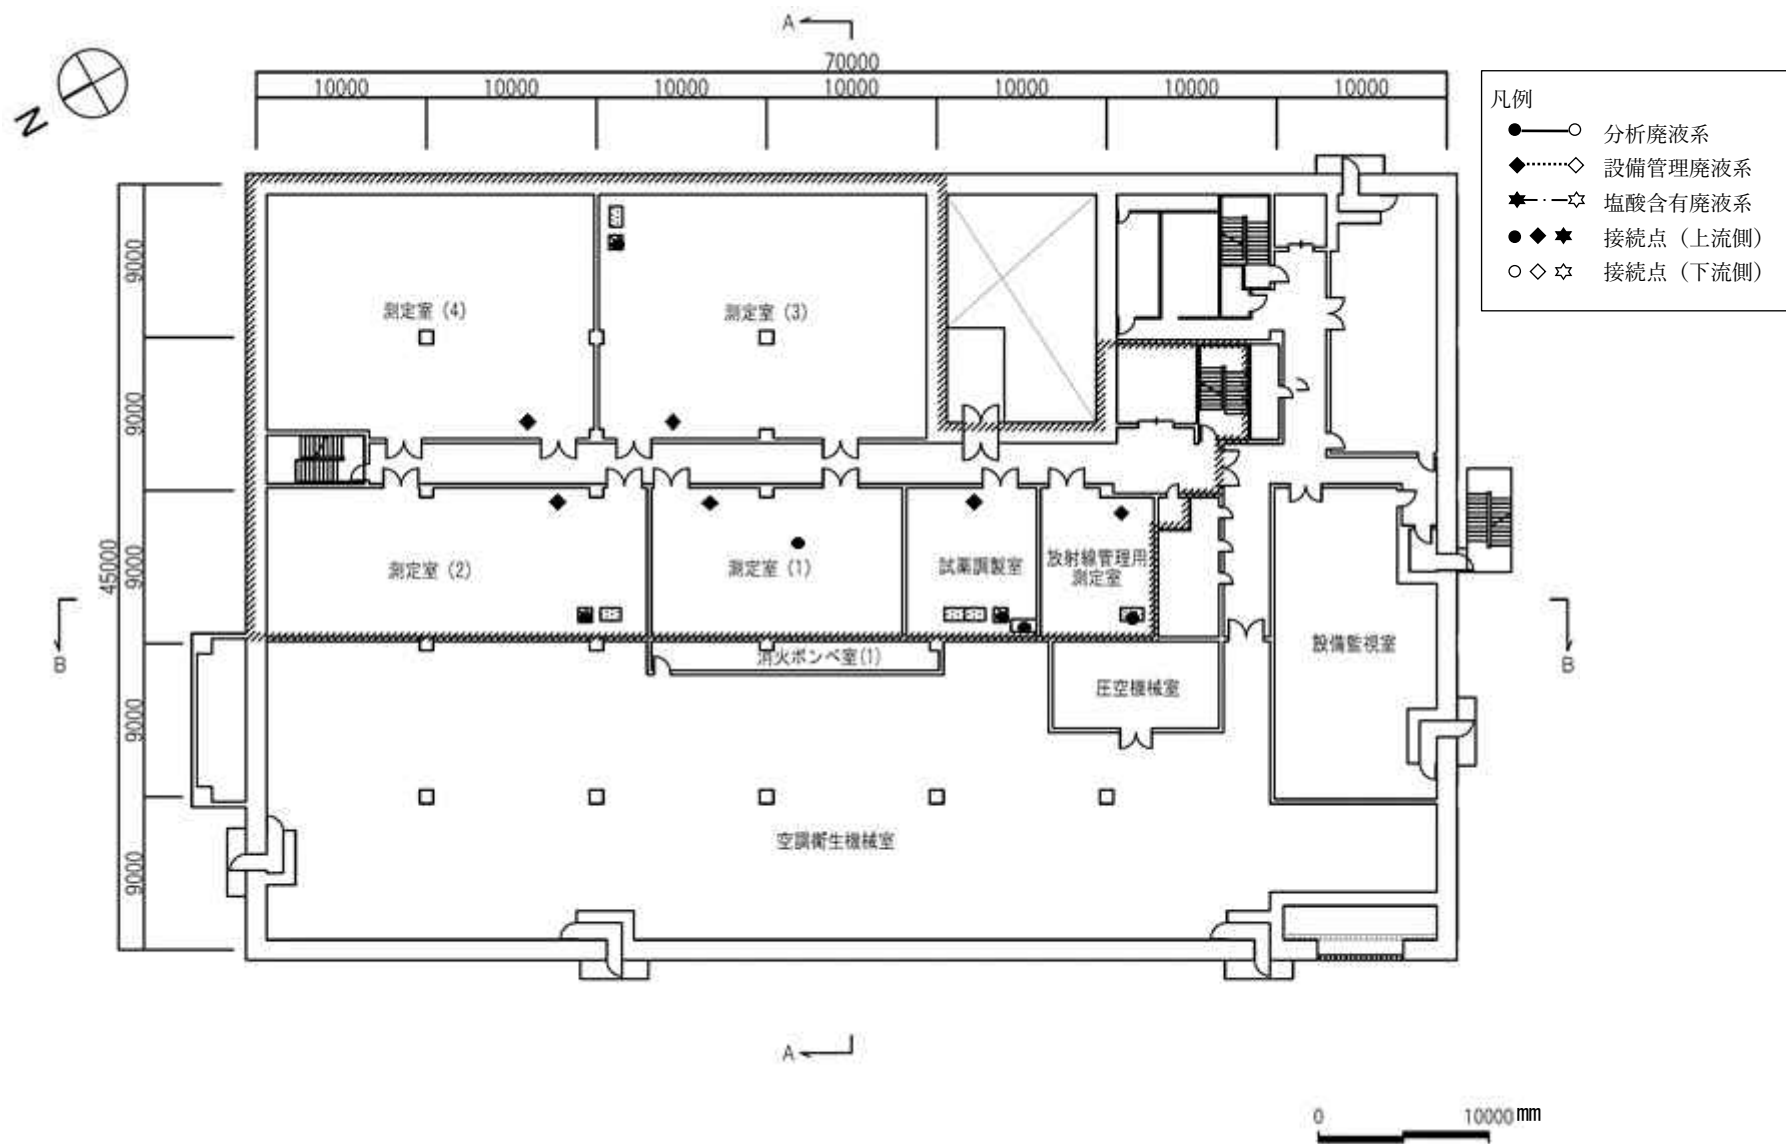 A
70000
10000 10000 10000 10000 10000 10000 10000
N
凡例
分析廃液系
設備管理廃液系
塩酸含有廃液系
接続点（上流側）
接続点（下流側）
9000
9000
45000
9000
9000
9000
測定室（4）
測定室（3）
測定室（2）
測定室（1）
試薬調製室
放射線管理用
測定室
B
B
設備監視室
消火ボンベ室(1)
圧空機械室
空調衛生機械室
A
0 10000mm